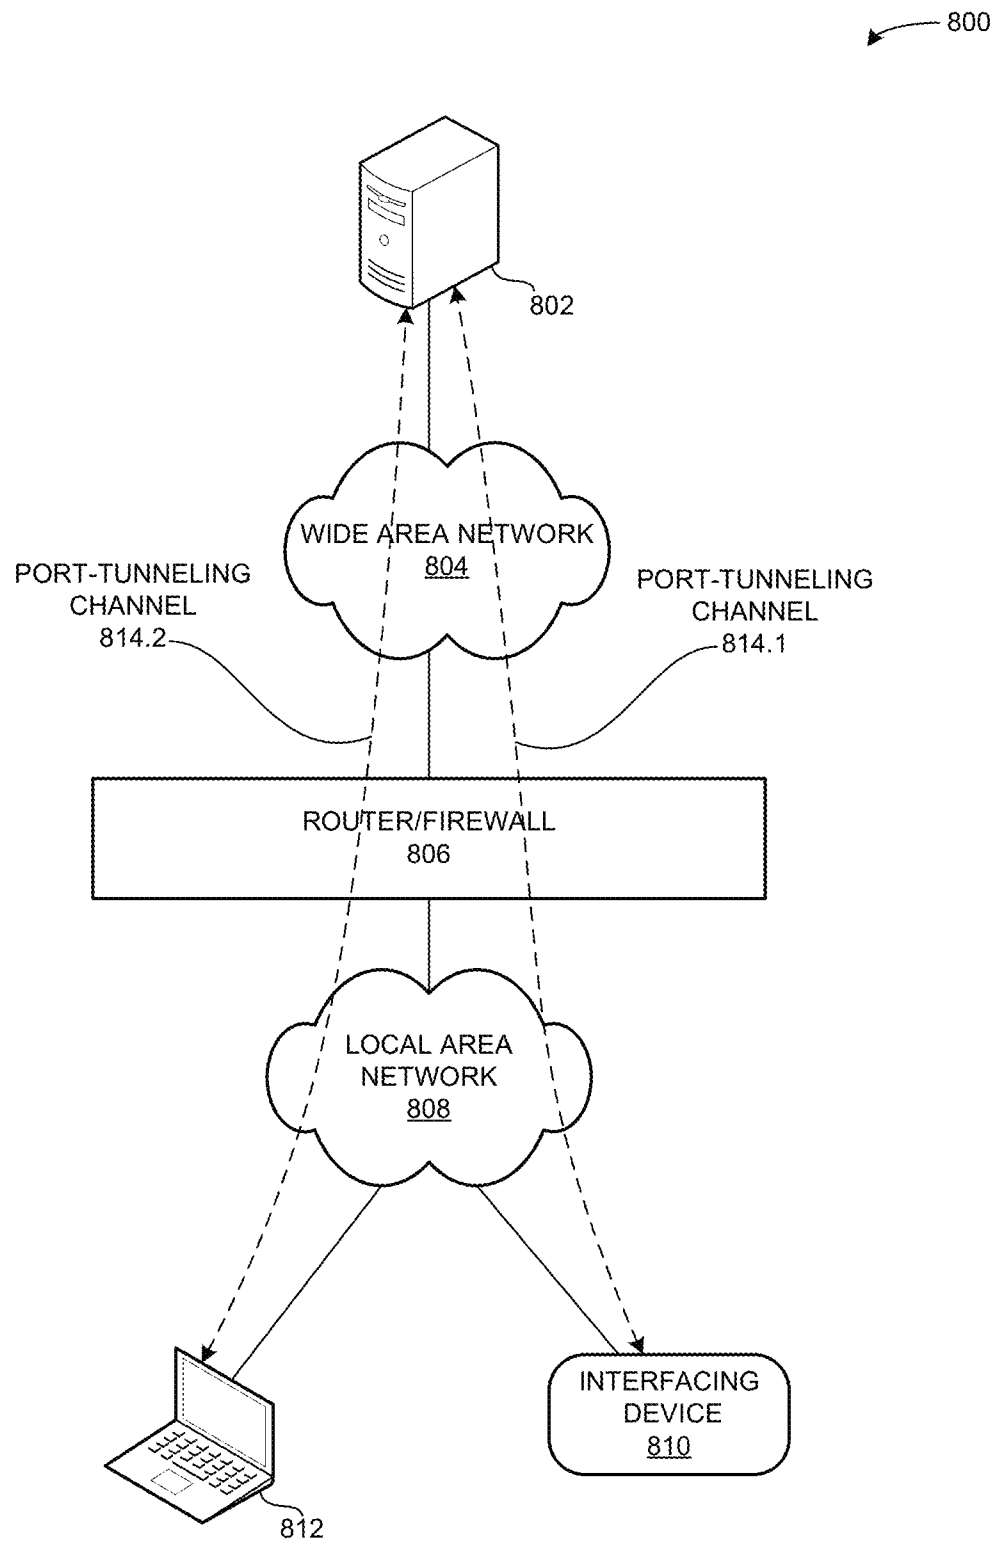 800
802
WIDE AREA NETWORK
804
PORT-TUNNELING
CHANNEL
814.2
PORT-TUNNELING
CHANNEL
814.1
ROUTER/FIREWALL
806
LOCAL AREA
NETWORK
808
INTERFACING
DEVICE
810
812